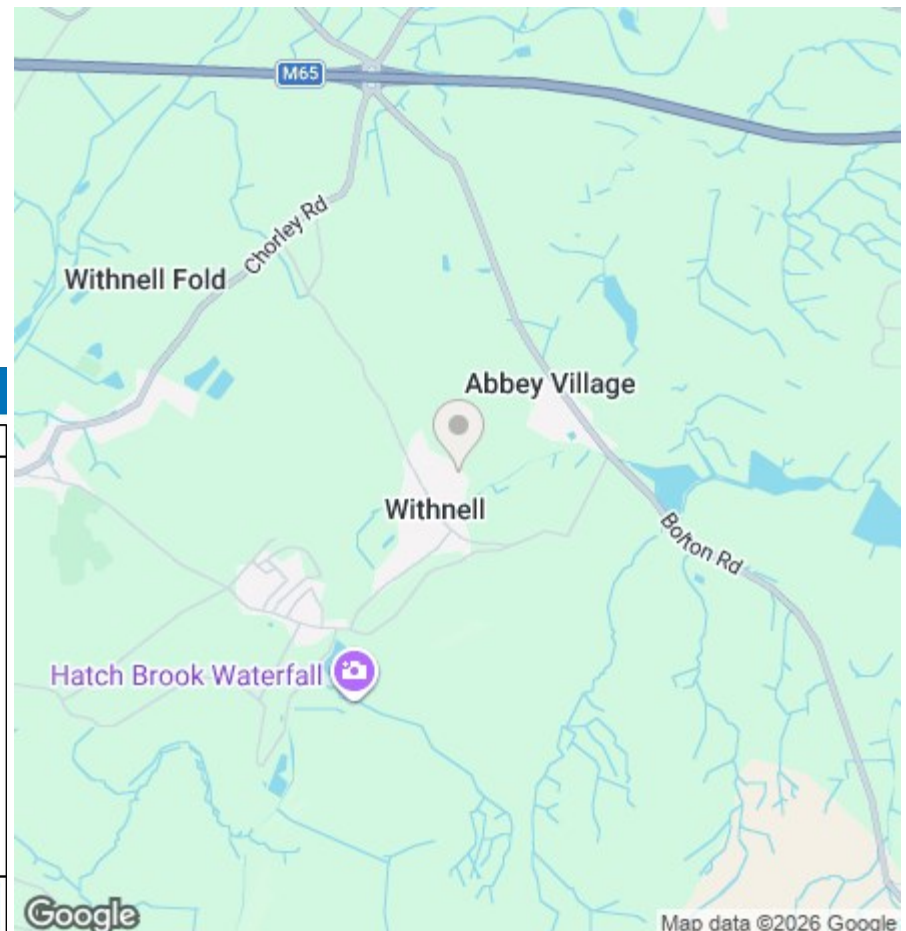 M65
Chorley Rd
Withnell Fold
Abbey Village
Withnell
Bolton Rd
Hatch Brook Waterfall
Google
Map data ©2026 Google